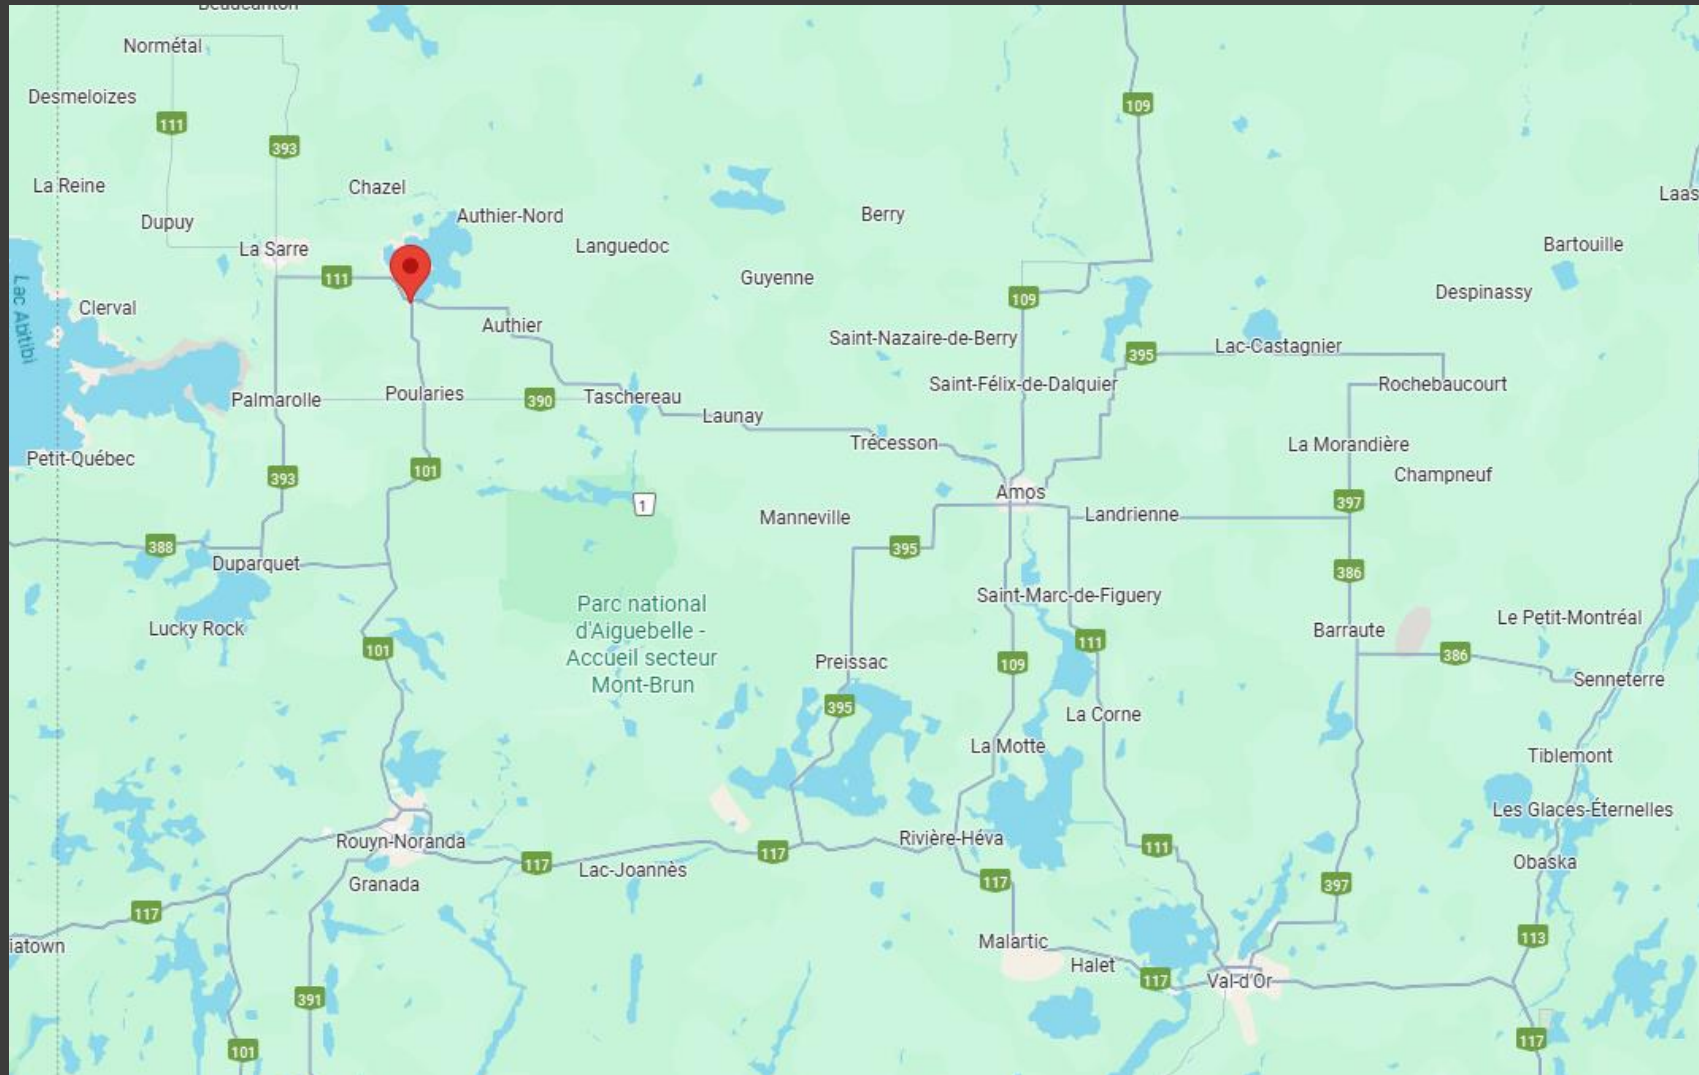 Beaucanton
Normétal
Desmeloizes
111
393
109
La Reine
Chazel
Laas
Dupuy
Authier-Nord
Berry
La Sarre
Languedoc
Bartouille
111
Guyenne
Lac Abitibi
Clerval
109
Despinassy
Authier
Saint-Nazaire-de-Berry
395
Lac-Castagnier
Palmarolle
Poularies
390
Taschereau
Saint-Félix-de-Dalquier
Rochebaucourt
Launay
Trécesson
La Morandière
Petit-Québec
393
101
Champneuf
1
Amos
397
Manneville
Landrienne
388
395
Duparquet
386
Parc national
d'Aiguebelle -
Accueil secteur
Mont-Brun
Saint-Marc-de-Figuery
Lucky Rock
101
111
Barraute
Le Petit-Montréal
386
Preissac
109
Senneterre
395
La Corne
La Motte
Tiblemont
Les Glaces-Éternelles
Rouyn-Noranda
Rivière-Héva
117
Lac-Joannès
117
111
Obaska
Granada
117
397
117
iatown
Malartic
113
Halet
117
Val-d'Or
391
101
117